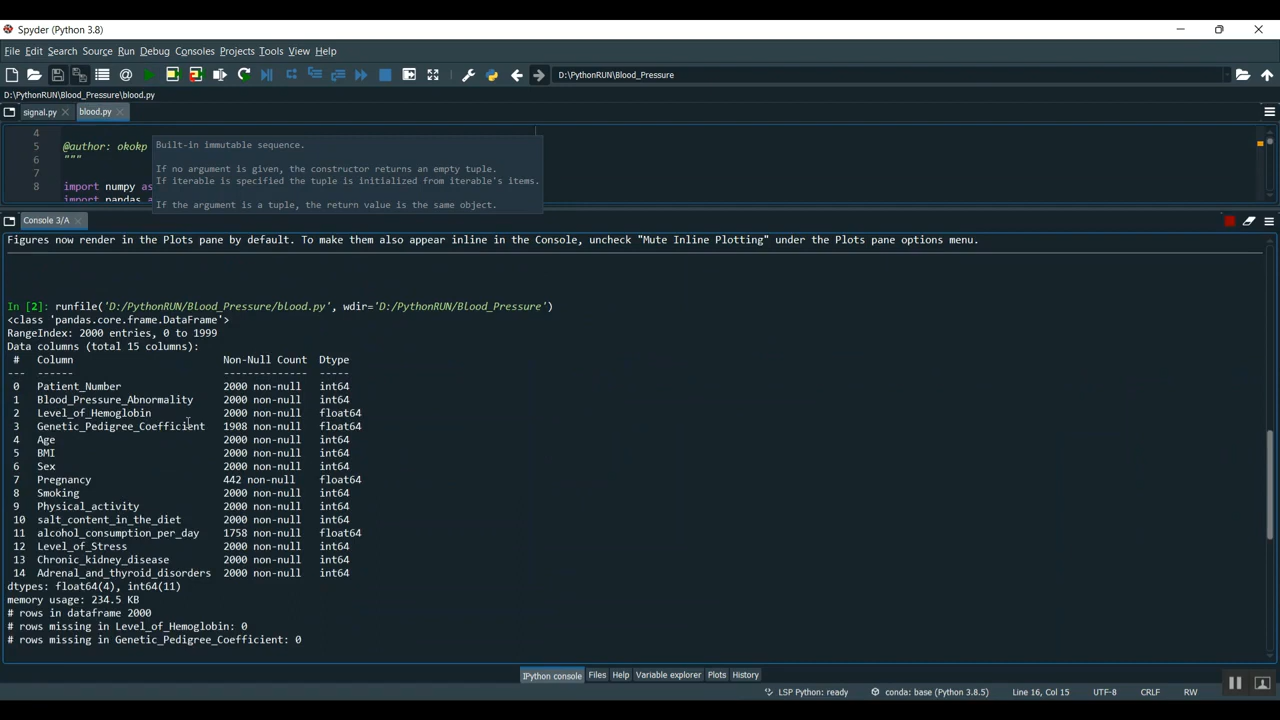 Spyder (Python 3.8)
File Edit Search Source Run Debug Consoles Projects Tools View Help
D:\PythonRUN\Blood_Pressure
D:\PythonRUN\Blood_Pressure\blood.py
signal.py blood.py
4
5 @author: okokp
6 """
7
8 import numpy as
import pandas as
Built-in immutable sequence.
If no argument is given, the constructor returns an empty tuple.
If iterable is specified the tuple is initialized from iterable's items.
If the argument is a tuple, the return value is the same object.
Console 3/A
Figures now render in the Plots pane by default. To make them also appear inline in the Console, uncheck "Mute Inline Plotting" under the Plots pane options menu.
In [2]: runfile('D:/PythonRUN/Blood_Pressure/blood.py', wdir='D:/PythonRUN/Blood_Pressure')
<class 'pandas.core.frame.DataFrame'>
RangeIndex: 2000 entries, 0 to 1999
Data columns (total 15 columns):
# Column Non-Null Count Dtype
--- ------ -------------- -----
0 Patient_Number 2000 non-null int64
1 Blood_Pressure_Abnormality 2000 non-null int64
2 Level_of_Hemoglobin 2000 non-null float64
3 Genetic_Pedigree_Coefficient 1908 non-null float64
4 Age 2000 non-null int64
5 BMI 2000 non-null int64
6 Sex 2000 non-null int64
7 Pregnancy 442 non-null float64
8 Smoking 2000 non-null int64
9 Physical_activity 2000 non-null int64
10 salt_content_in_the_diet 2000 non-null int64
11 alcohol_consumption_per_day 1758 non-null float64
12 Level_of_Stress 2000 non-null int64
13 Chronic_kidney_disease 2000 non-null int64
14 Adrenal_and_thyroid_disorders 2000 non-null int64
dtypes: float64(4), int64(11)
memory usage: 234.5 KB
# rows in dataframe 2000
# rows missing in Level_of_Hemoglobin: 0
# rows missing in Genetic_Pedigree_Coefficient: 0
IPython console Files Help Variable explorer Plots History
LSP Python: ready conda: base (Python 3.8.5) Line 16, Col 15 UTF-8 CRLF RW